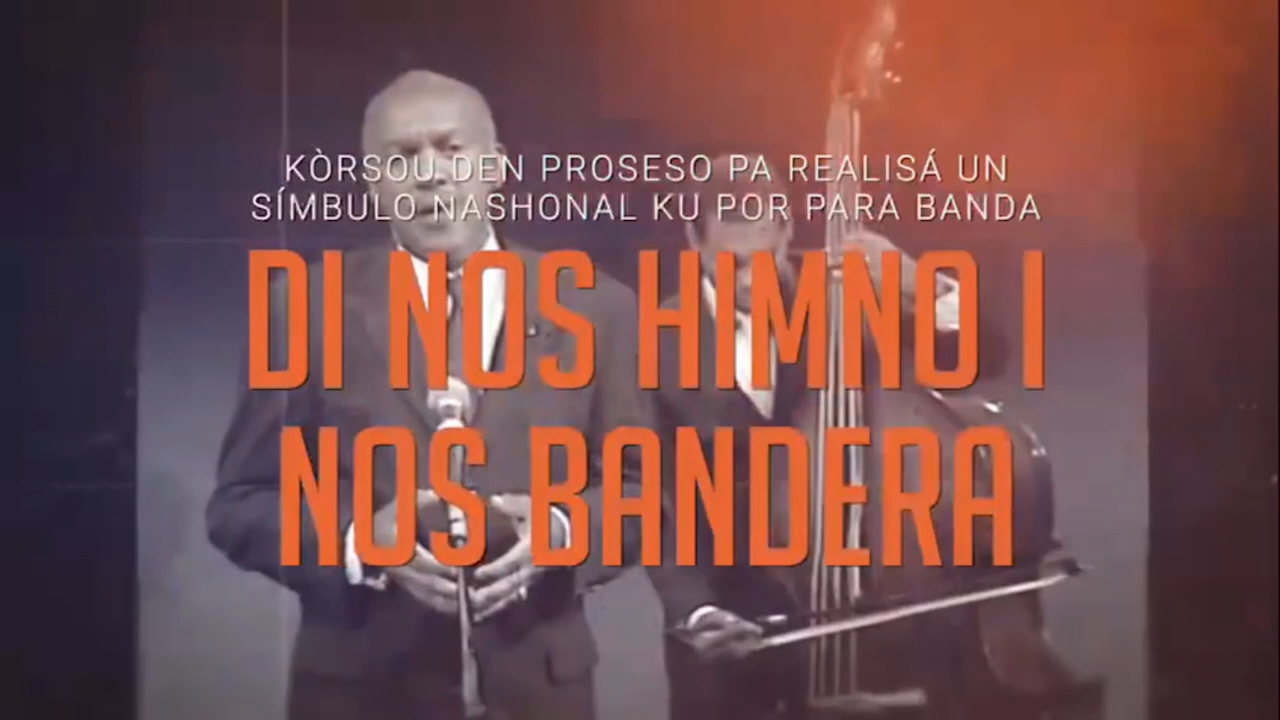 KÒRSOU DEN PROSESO PA REALISÁ UN
SÍMBULO NASHONAL KU POR PARA BANDA
DI NOS HIMNO I
NOS BANDERA